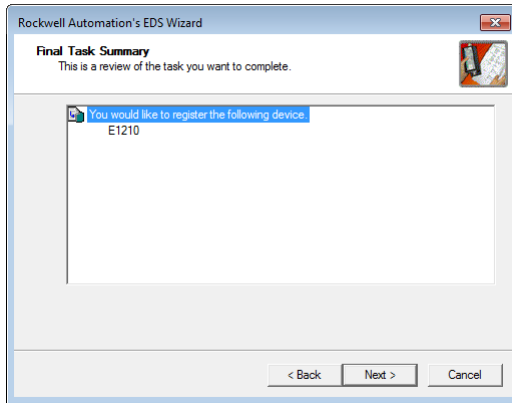 Rockwell Automation's EDS Wizard
Final Task Summary
This is a review of the task you want to complete.
You would like to register the following device.
E1210
< Back
Next >
Cancel